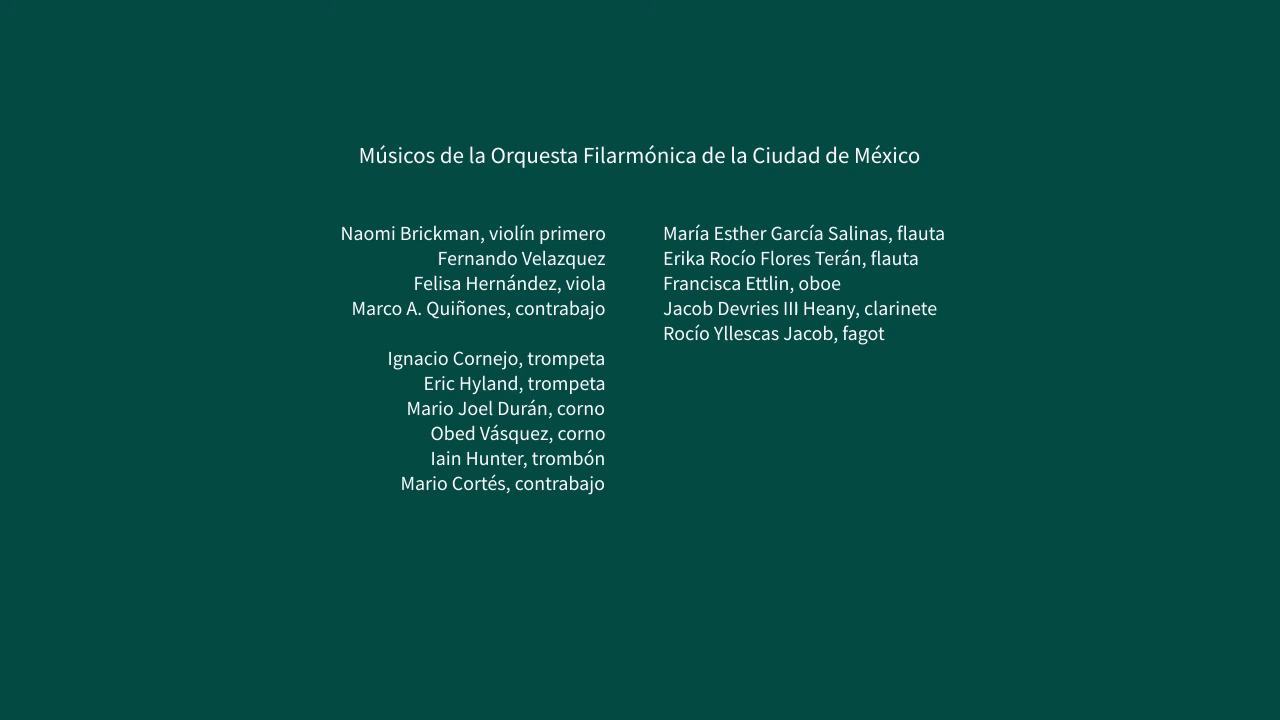 Músicos de la Orquesta Filarmónica de la Ciudad de México
Naomi Brickman, violín primero
Fernando Velazquez
Felisa Hernández, viola
Marco A. Quiñones, contrabajo
Ignacio Cornejo, trompeta
Eric Hyland, trompeta
Mario Joel Durán, corno
Obed Vásquez, corno
Iain Hunter, trombón
Mario Cortés, contrabajo
María Esther García Salinas, flauta
Erika Rocío Flores Terán, flauta
Francisca Ettlin, oboe
Jacob Devries III Heany, clarinete
Rocío Yllescas Jacob, fagot